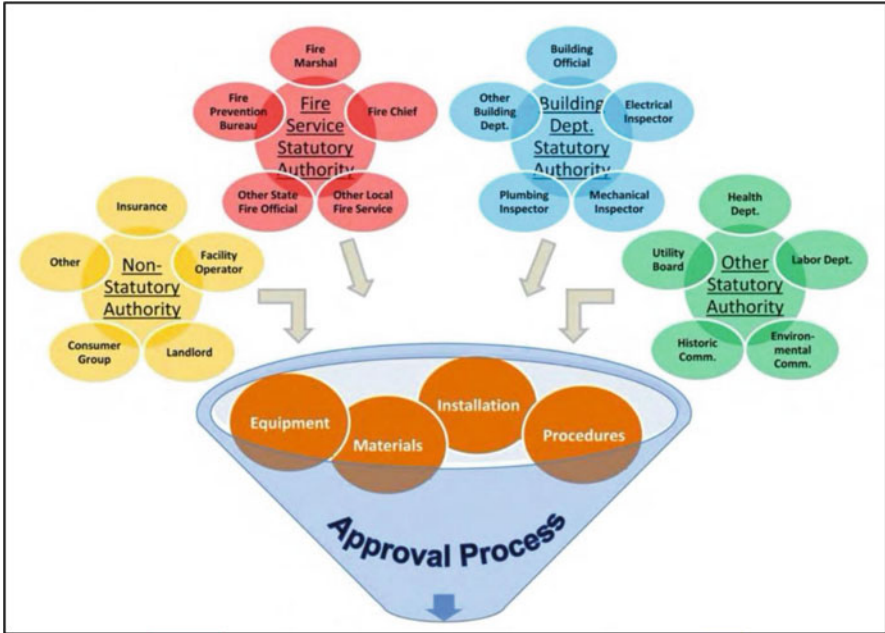 Fire
Marshal
Fire
Prevention
Bureau
Fire
Service
Statutory
Authority
Fire Chief
Other State
Fire Official
Other Local
Fire Service
Building
Official
Other
Building
Dept.
Building
Dept.
Statutory
Authority
Electrical
Inspector
Plumbing
Inspector
Mechanical
Inspector
Insurance
Other
Non-
Statutory
Authority
Facility
Operator
Consumer
Group
Landlord
Health
Dept.
Utility
Board
Other
Statutory
Authority
Labor Dept.
Historic
Comm.
Environ-
mental
Comm.
Equipment
Materials
Installation
Procedures
Approval Process